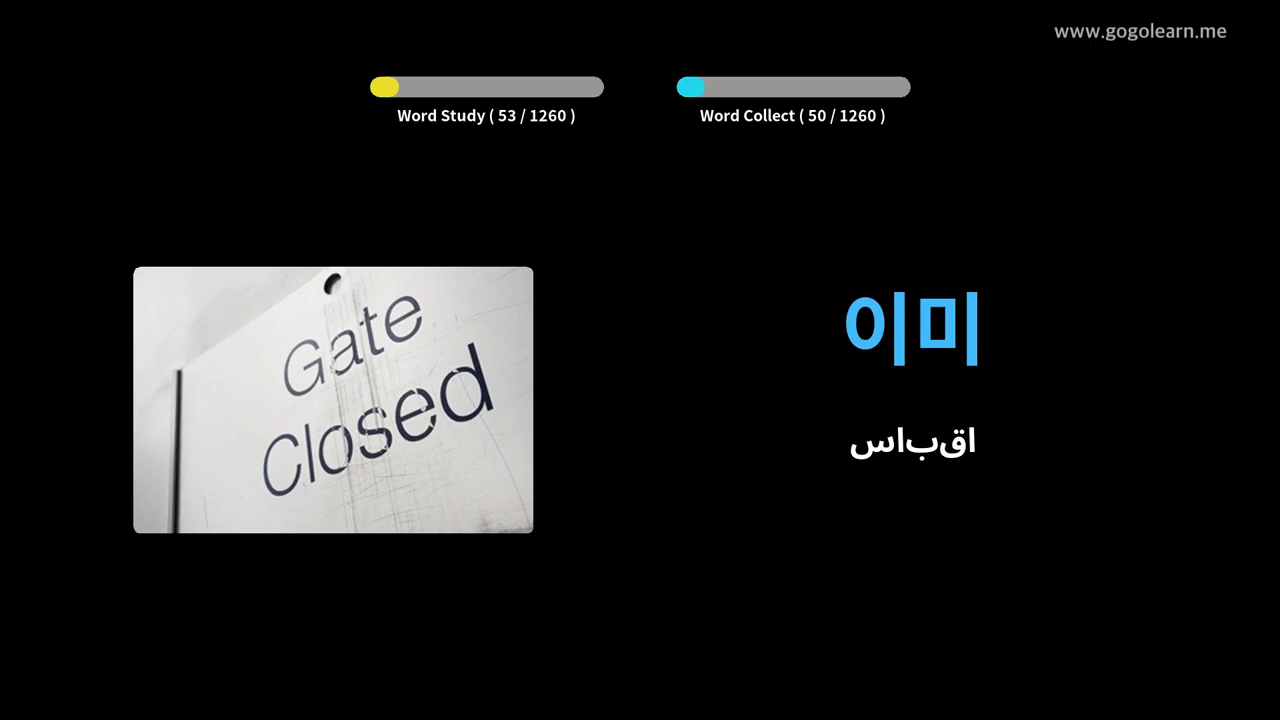 www.gogolearn.me
Word Study ( 53 / 1260 )
Word Collect ( 50 / 1260 )
Gate
Closed
이미
اقباس